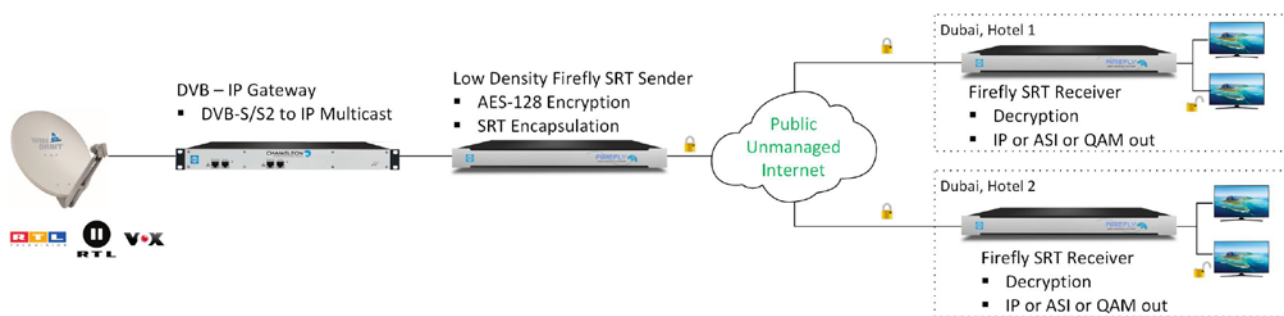 DVB – IP Gateway
▪ DVB-S/S2 to IP Multicast
CHAMELEON
RTL
TELEVISION
II
RTL
VOX
Low Density Firefly SRT Sender
▪ AES-128 Encryption
▪ SRT Encapsulation
FIREFLY
Public
Unmanaged
Internet
Dubai, Hotel 1
FIREFLY
Firefly SRT Receiver
▪ Decryption
▪ IP or ASI or QAM out
Dubai, Hotel 2
FIREFLY
Firefly SRT Receiver
▪ Decryption
▪ IP or ASI or QAM out